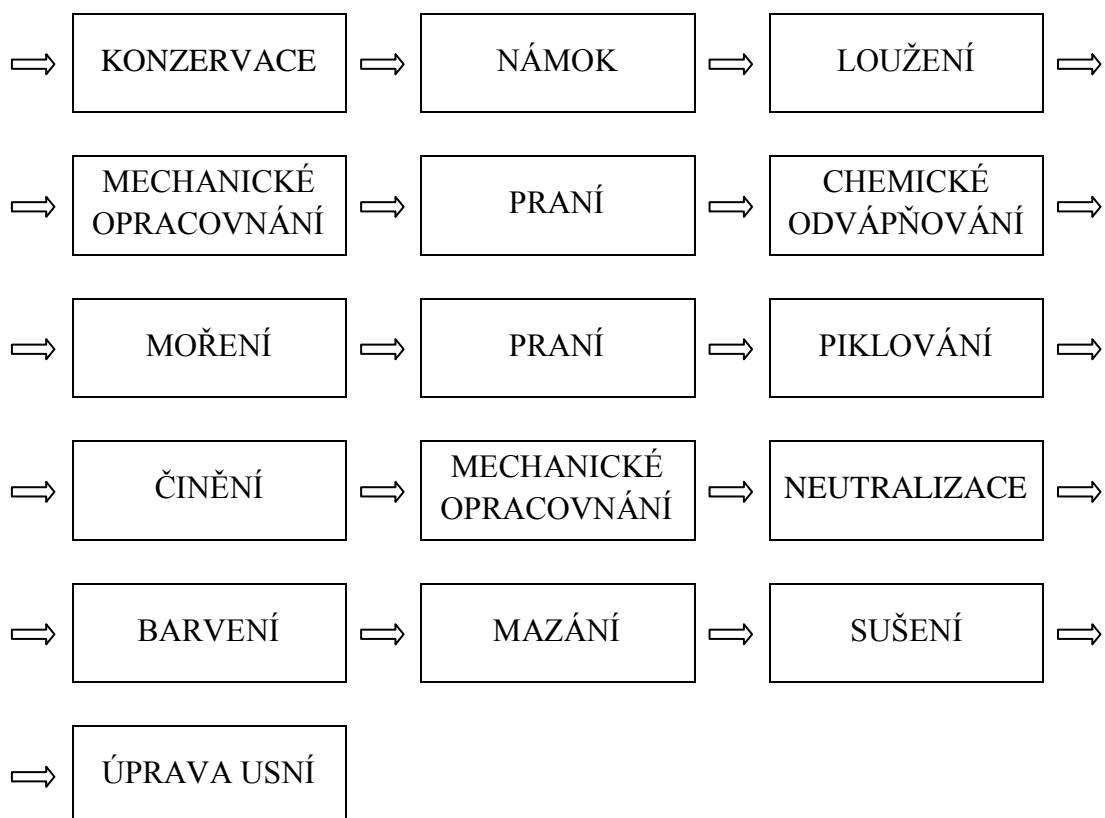 KONZERVACE
NÁMOK
LOUŽENÍ
MECHANICKÉ
OPRACOVNÁNÍ
PRANÍ
CHEMICKÉ
ODVÁPŇOVÁNÍ
MOŘENÍ
PRANÍ
PIKLOVÁNÍ
ČINĚNÍ
MECHANICKÉ
OPRACOVNÁNÍ
NEUTRALIZACE
BARVENÍ
MAZÁNÍ
SUŠENÍ
ÚPRAVA USNÍ